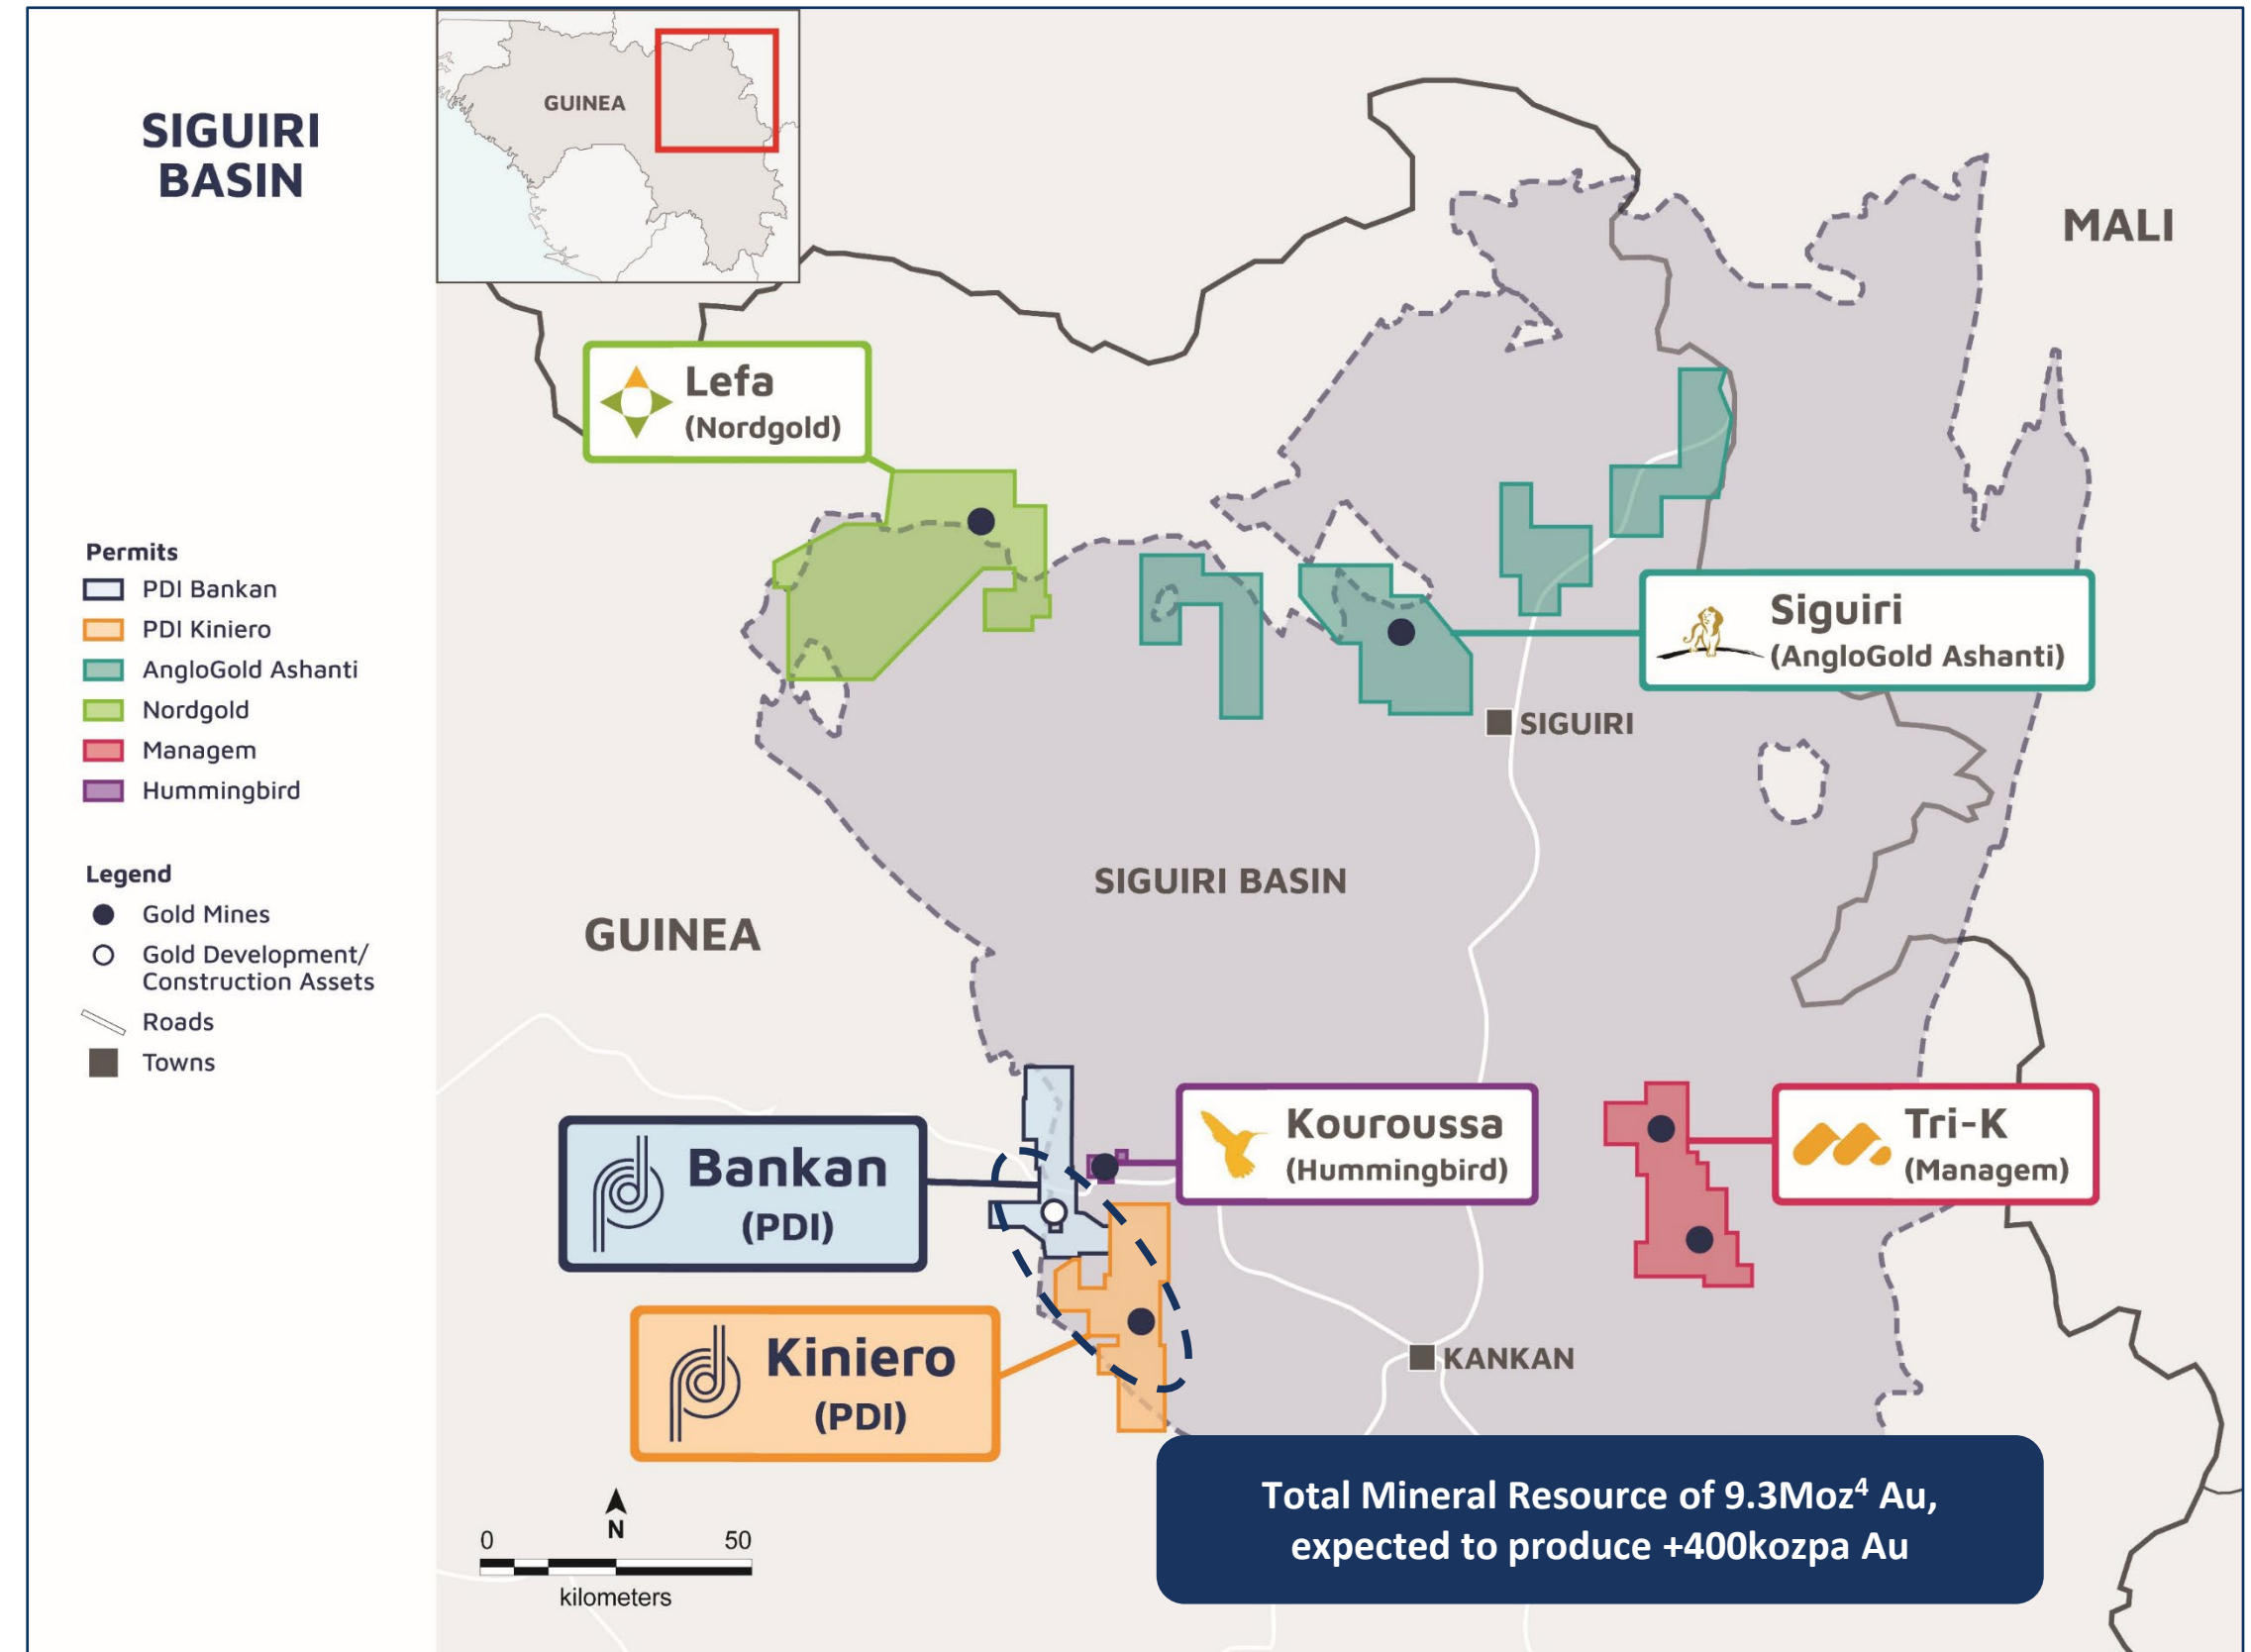 SIGUIRI
BASIN
GUINEA
MALI
Lefa
(Nordgold)
Permits
PDI Bankan
PDI Kiniero
AngloGold Ashanti
Nordgold
Managem
Hummingbird
Siguiri
(AngloGold Ashanti)
SIGUIRI
SIGUIRI BASIN
GUINEA
Legend
Gold Mines
Gold Development/
Construction Assets
Roads
Towns
Bankan
(PDI)
Kouroussa
(Hummingbird)
Tri-K
(Managem)
Kiniero
(PDI)
KANKAN
N
0 50
kilometers
Total Mineral Resource of 9.3Moz⁴ Au,
expected to produce +400kozpa Au